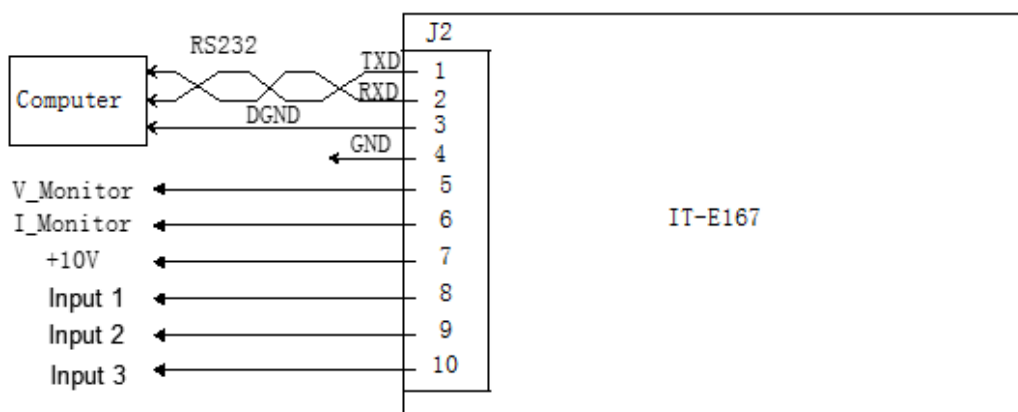 J2
RS232
TXD
1
Computer
RXD
2
DGND
3
GND
4
V_Monitor
5
I_Monitor
6
IT-E167
+10V
7
Input 1
8
Input 2
9
Input 3
10